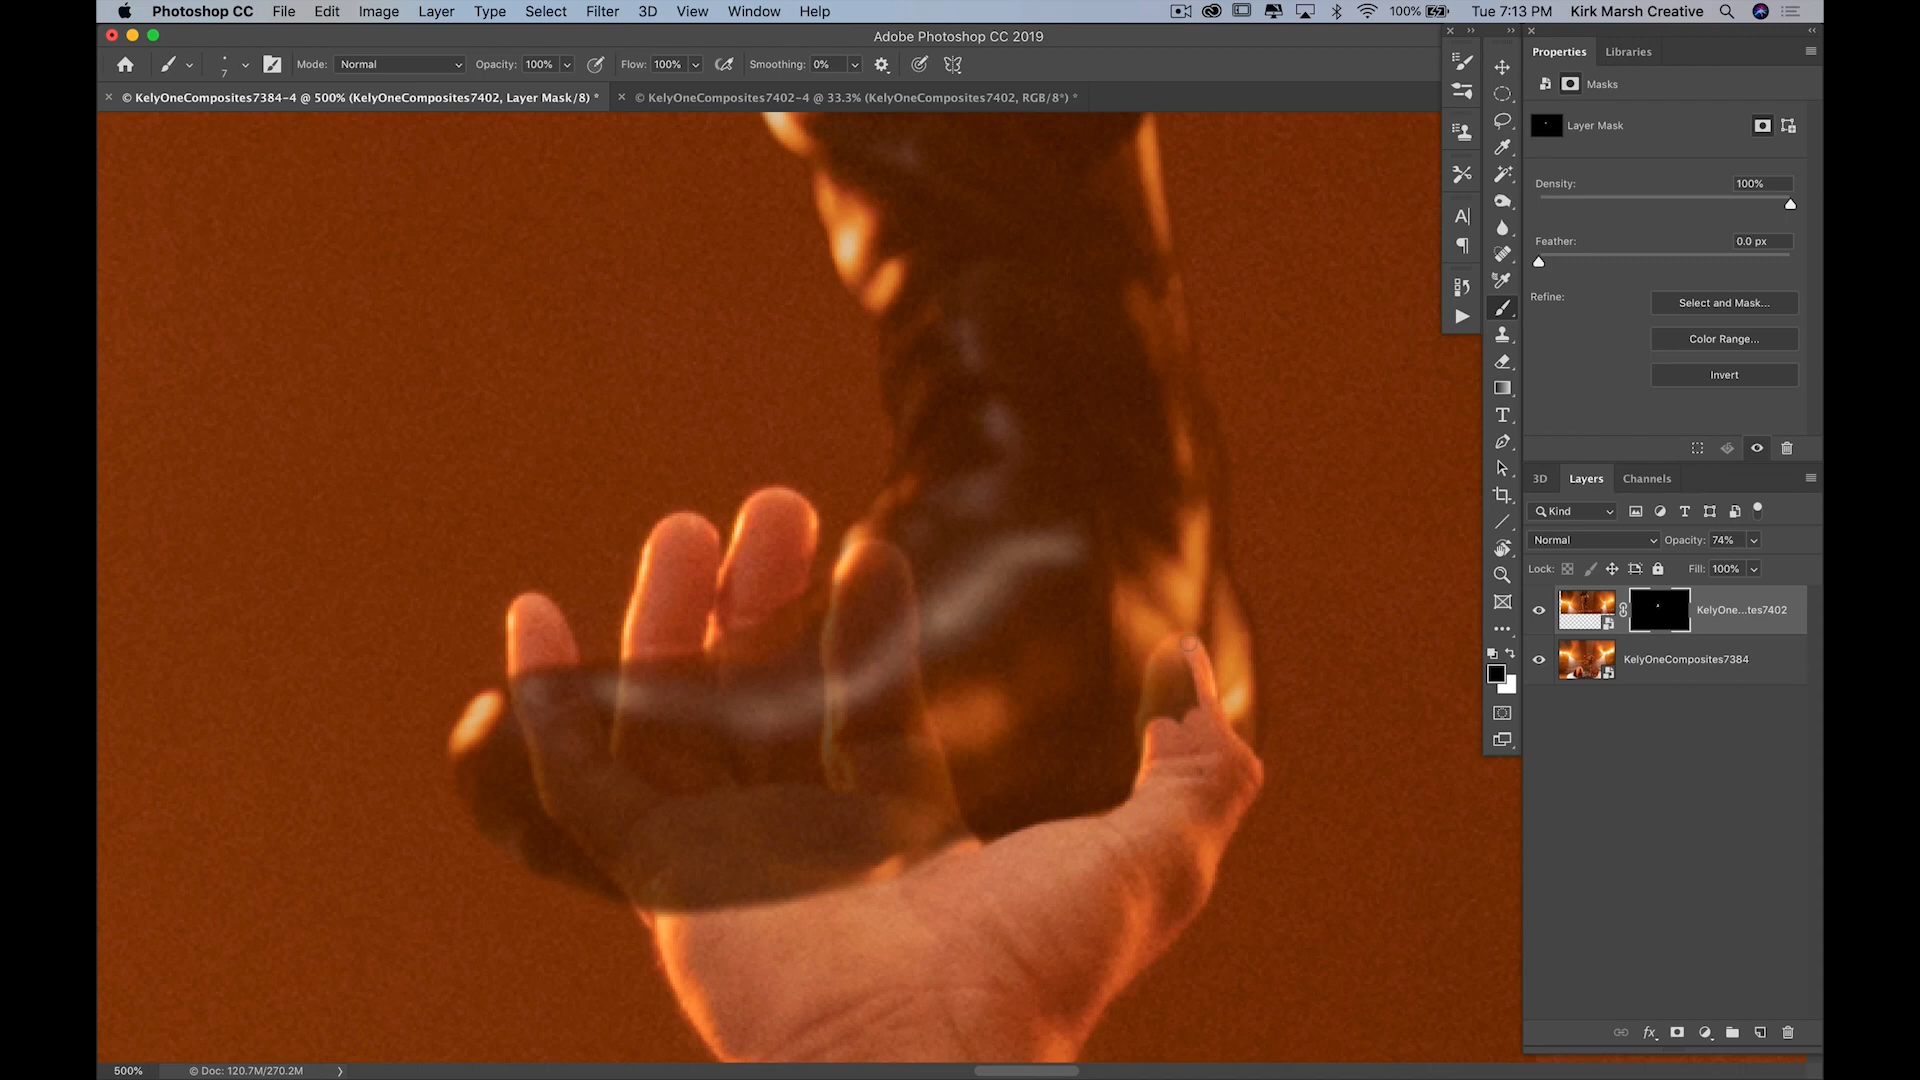 Photoshop CC File Edit Image Layer Type Select Filter 3D View Window Help 100% Tue 7:13 PM Kirk Marsh Creative
Adobe Photoshop CC 2019
7 Mode: Normal Opacity: 100% Flow: 100% Smoothing: 0%
© KelyOneComposites7384-4 @ 500% (KelyOneComposites7402, Layer Mask/8) * © KelyOneComposites7402-4 @ 33.3% (KelyOneComposites7402, RGB/8*) *
Properties Libraries
Masks
Layer Mask
Density: 100%
Feather: 0.0 px
Refine: Select and Mask...
Color Range...
Invert
3D Layers Channels
Kind
Normal Opacity: 74%
Lock: Fill: 100%
KelyOne...tes7402
KelyOneComposites7384
fx
500% © Doc: 120.7M/270.2M